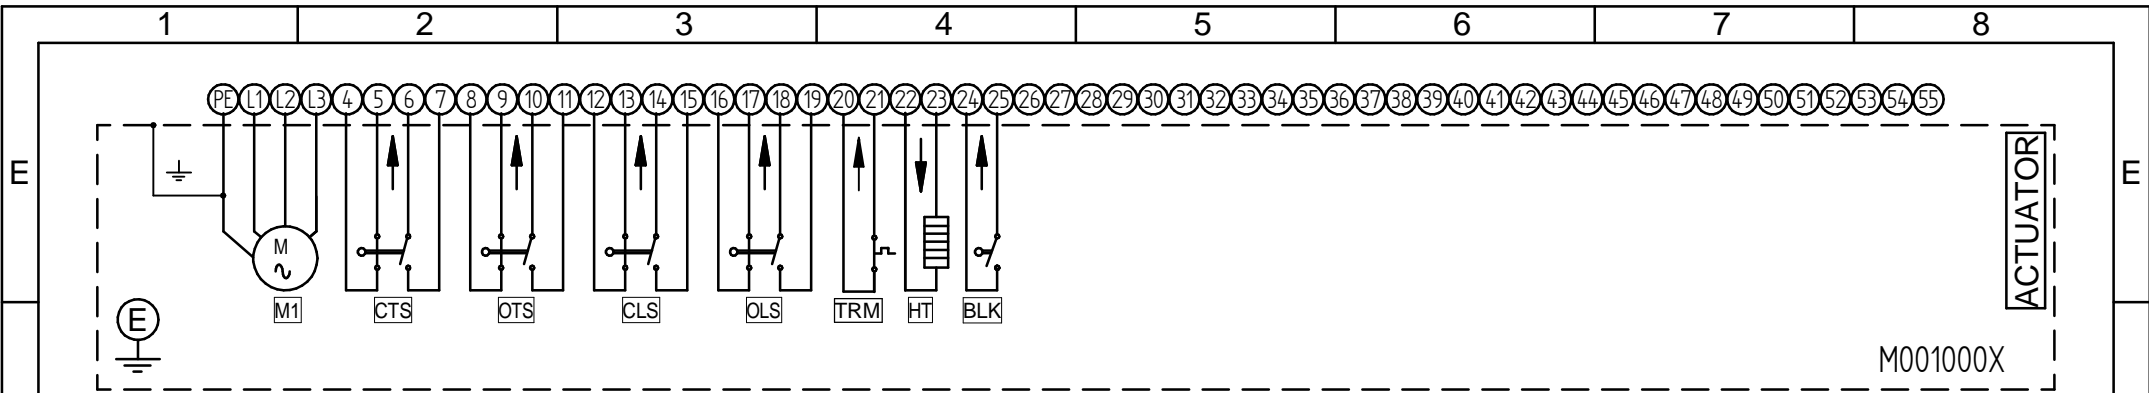 1 2 3 4 5 6 7 8
PE L1 L2 L3 4 5 6 7 8 9 10 11 12 13 14 15 16 17 18 19 20 21 22 23 24 25 26 27 28 29 30 31 32 33 34 35 36 37 38 39 40 41 42 43 44 45 46 47 48 49 50 51 52 53 54 55
E E
ACTUATOR
M
M1 CTS OTS CLS OLS TRM HT BLK
E
M001000X